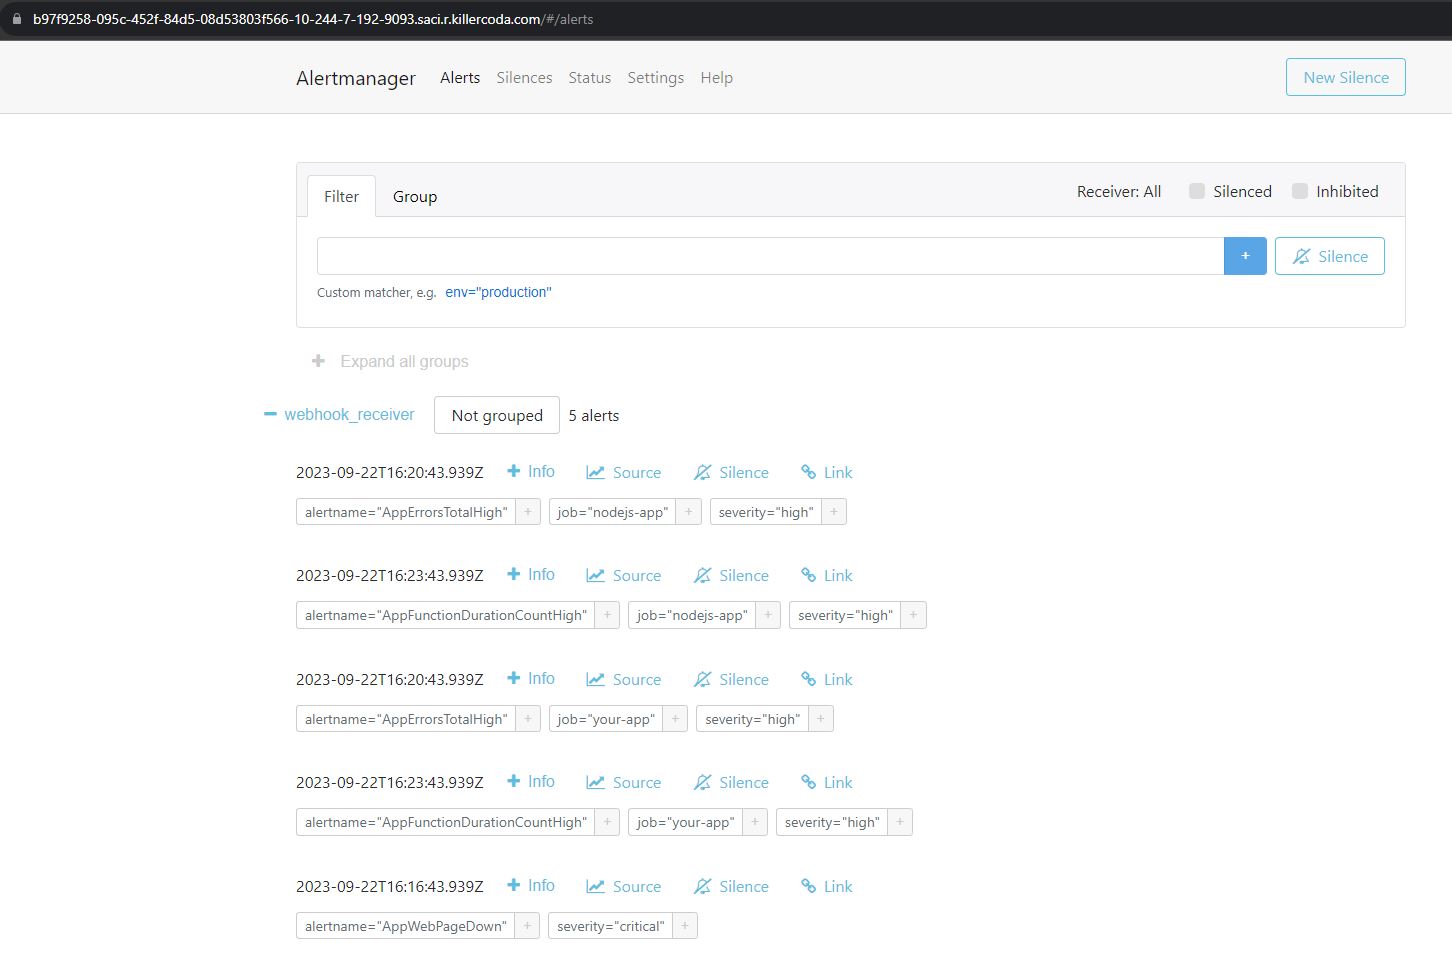 b97f9258-095c-452f-84d5-08d53803f566-10-244-7-192-9093.saci.r.killercoda.com/#/alerts
Alertmanager Alerts Silences Status Settings Help New Silence
Filter Group Receiver: All Silenced Inhibited
+ Silence
Custom matcher, e.g. env="production"
+ Expand all groups
− webhook_receiver Not grouped 5 alerts
2023-09-22T16:20:43.939Z + Info Source Silence Link
alertname="AppErrorsTotalHigh" + job="nodejs-app" + severity="high" +
2023-09-22T16:23:43.939Z + Info Source Silence Link
alertname="AppFunctionDurationCountHigh" + job="nodejs-app" + severity="high" +
2023-09-22T16:20:43.939Z + Info Source Silence Link
alertname="AppErrorsTotalHigh" + job="your-app" + severity="high" +
2023-09-22T16:23:43.939Z + Info Source Silence Link
alertname="AppFunctionDurationCountHigh" + job="your-app" + severity="high" +
2023-09-22T16:16:43.939Z + Info Source Silence Link
alertname="AppWebPageDown" + severity="critical" +